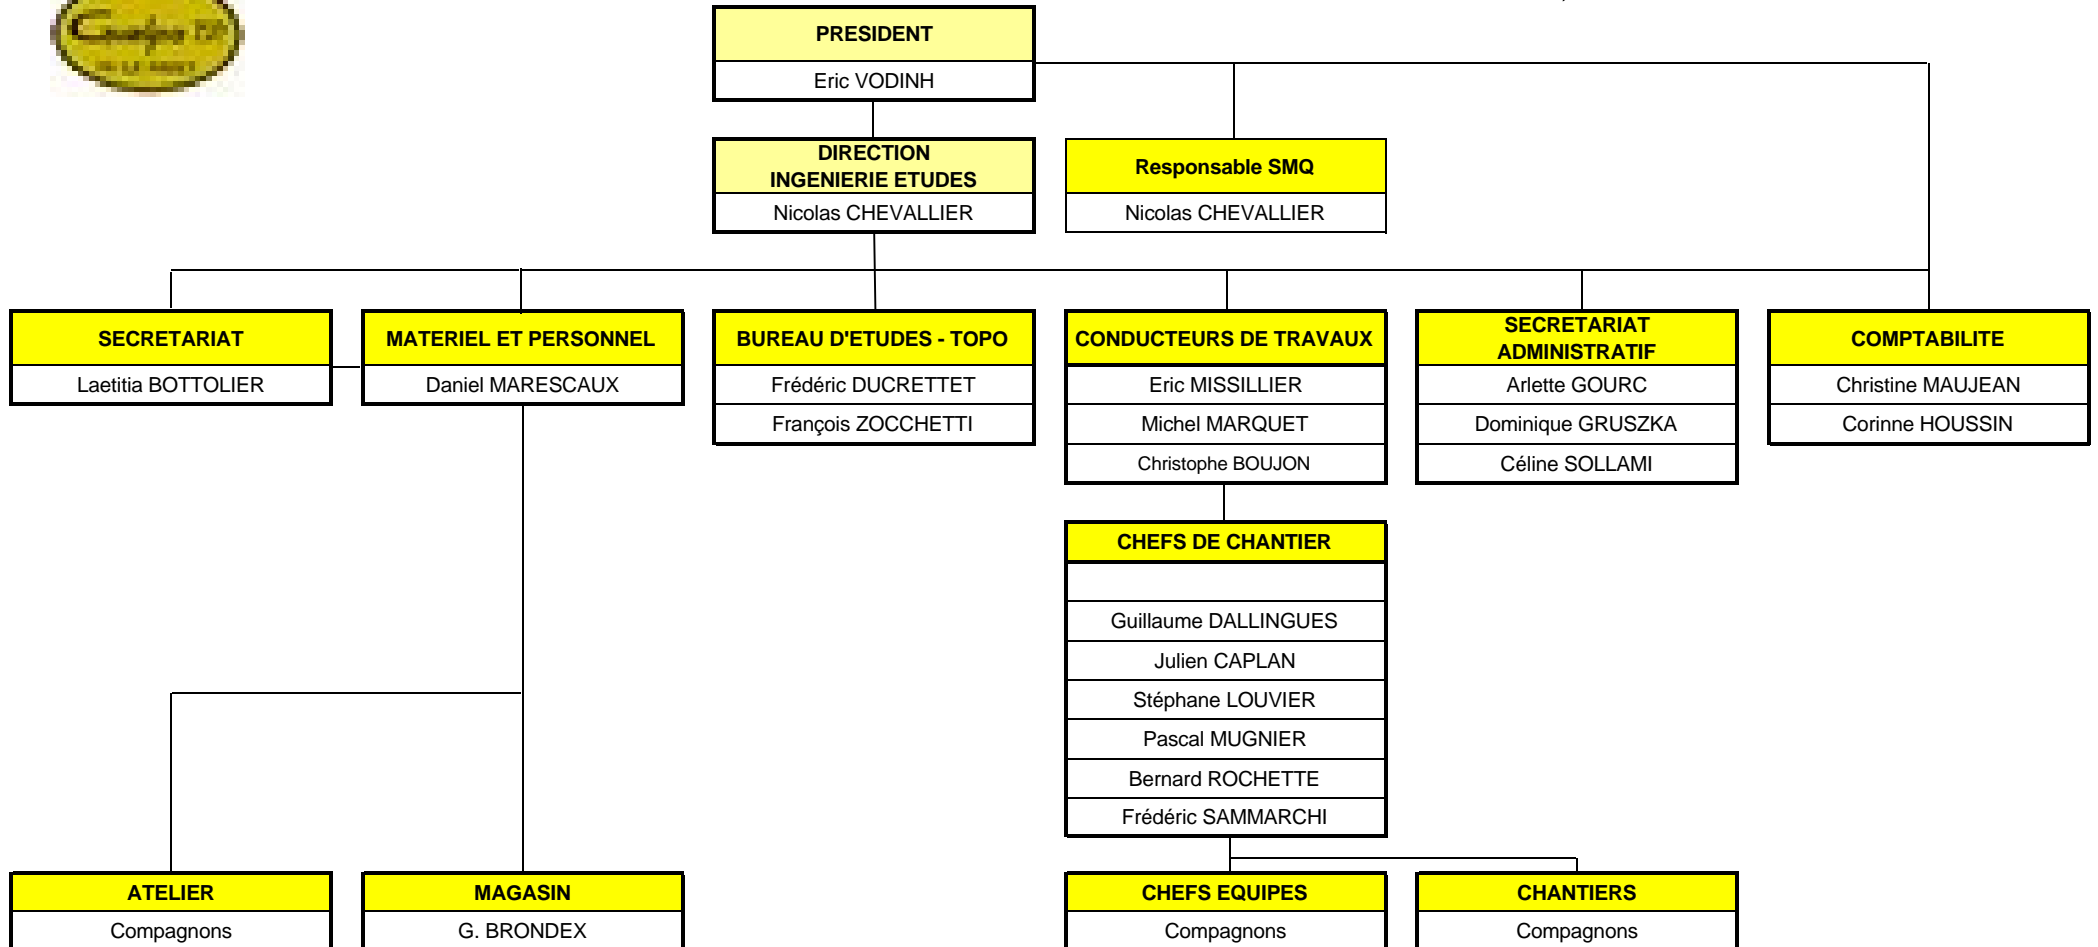 PRESIDENT
Eric VODINH
DIRECTION
INGENIERIE ETUDES
Nicolas CHEVALLIER
Responsable SMQ
Nicolas CHEVALLIER
SECRETARIAT
Laetitia BOTTOLIER
MATERIEL ET PERSONNEL
Daniel MARESCAUX
BUREAU D'ETUDES - TOPO
Frédéric DUCRETTET
François ZOCCHETTI
CONDUCTEURS DE TRAVAUX
Eric MISSILLIER
Michel MARQUET
Christophe BOUJON
SECRETARIAT
ADMINISTRATIF
Arlette GOURC
Dominique GRUSZKA
Céline SOLLAMI
COMPTABILITE
Christine MAUJEAN
Corinne HOUSSIN
CHEFS DE CHANTIER
Guillaume DALLINGUES
Julien CAPLAN
Stéphane LOUVIER
Pascal MUGNIER
Bernard ROCHETTE
Frédéric SAMMARCHI
ATELIER
Compagnons
MAGASIN
G. BRONDEX
CHEFS EQUIPES
Compagnons
CHANTIERS
Compagnons